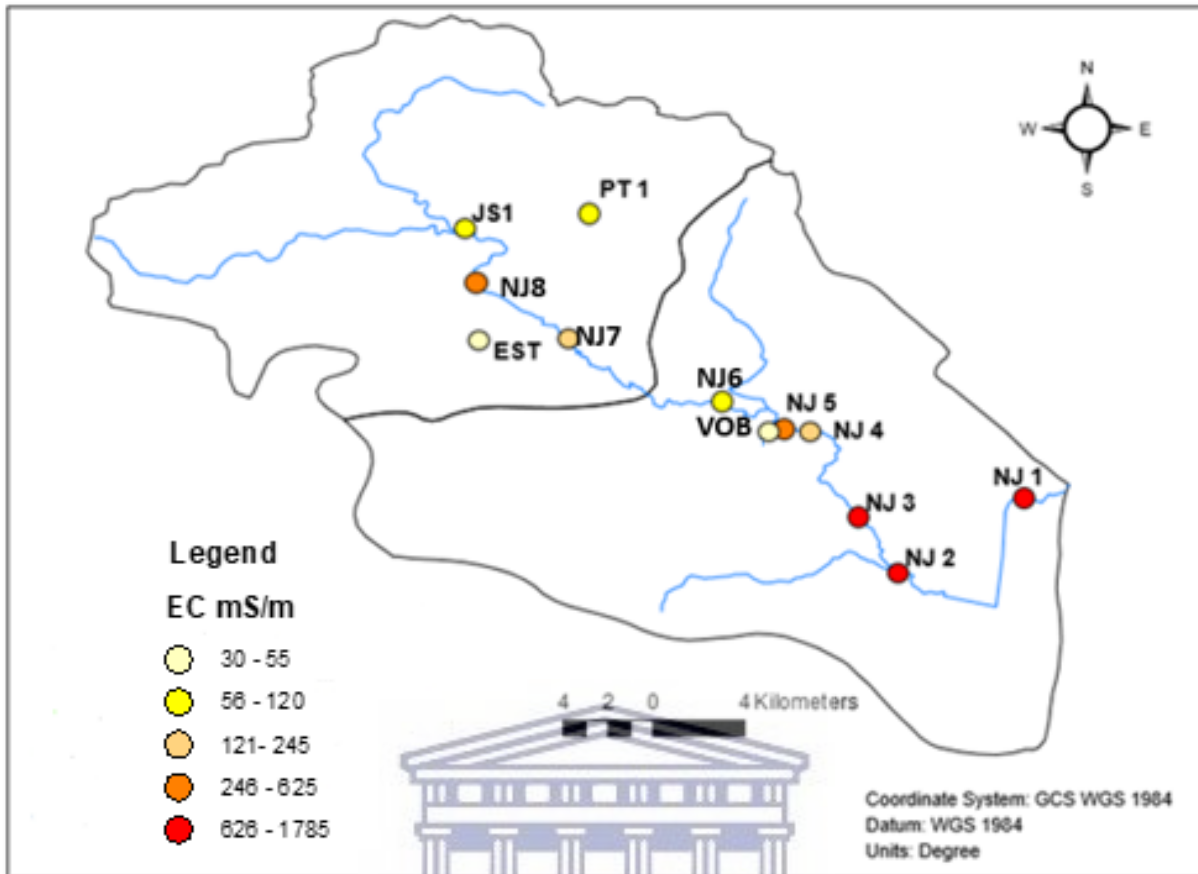 N
W E
S
PT 1
JS1
NJ8
NJ7
EST
NJ6
NJ 5
VOB
NJ 4
NJ 1
NJ 3
NJ 2
Legend
EC mS/m
30 - 55
56 - 120
121- 245
246 - 625
626 - 1785
4 2 0 4 Kilometers
Coordinate System: GCS WGS 1984
Datum: WGS 1984
Units: Degree